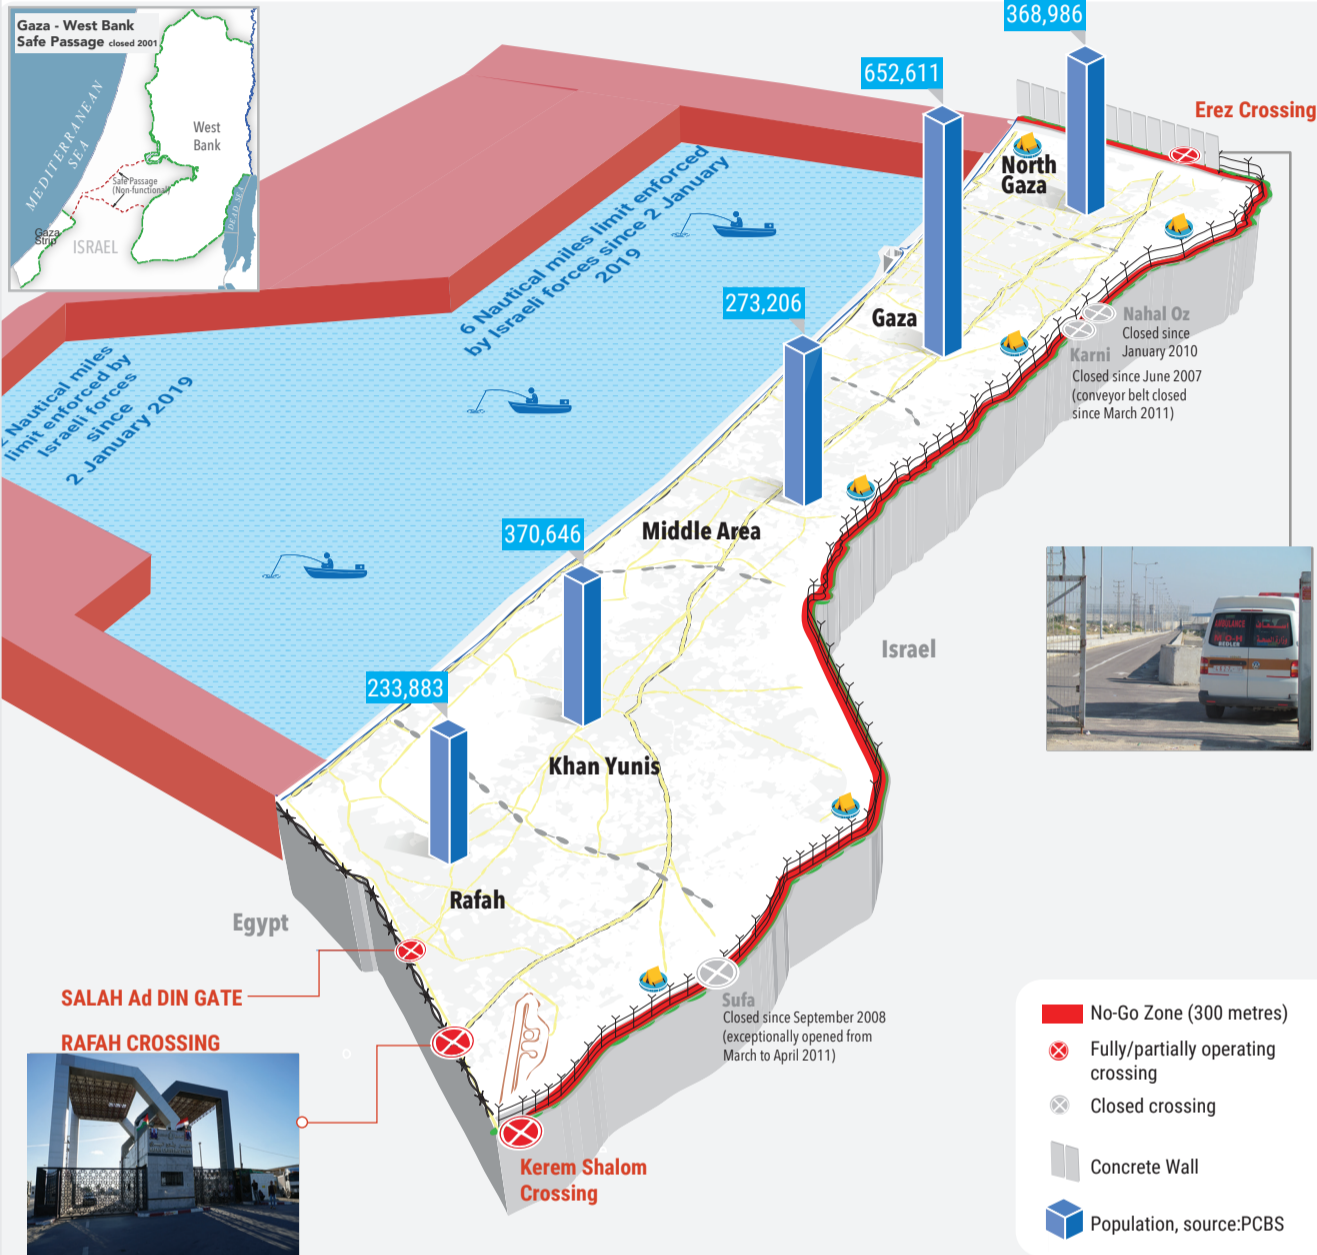 Gaza - West Bank
Safe Passage closed 2001
MEDITERRANEAN
SEA
West
Bank
Safe Passage
(Non-functional)
Gaza
Strip
ISRAEL
DEAD SEA
368,986
652,611
Erez Crossing
North
Gaza
6 Nautical miles limit enforced
by Israeli forces since 2 January
2019
273,206
Gaza
Nahal Oz
Closed since
January 2010
Karni
Closed since June 2007
(conveyor belt closed
since March 2011)
Nautical miles
limit enforced by
Israeli forces
since
2 January 2019
370,646
Middle Area
Israel
AMBULANCE
M.O.H
233,883
Khan Yunis
Rafah
Egypt
SALAH Ad DIN GATE
RAFAH CROSSING
Sufa
Closed since September 2008
(exceptionally opened from
March to April 2011)
Kerem Shalom
Crossing
No-Go Zone (300 metres)
Fully/partially operating
crossing
Closed crossing
Concrete Wall
Population, source:PCBS